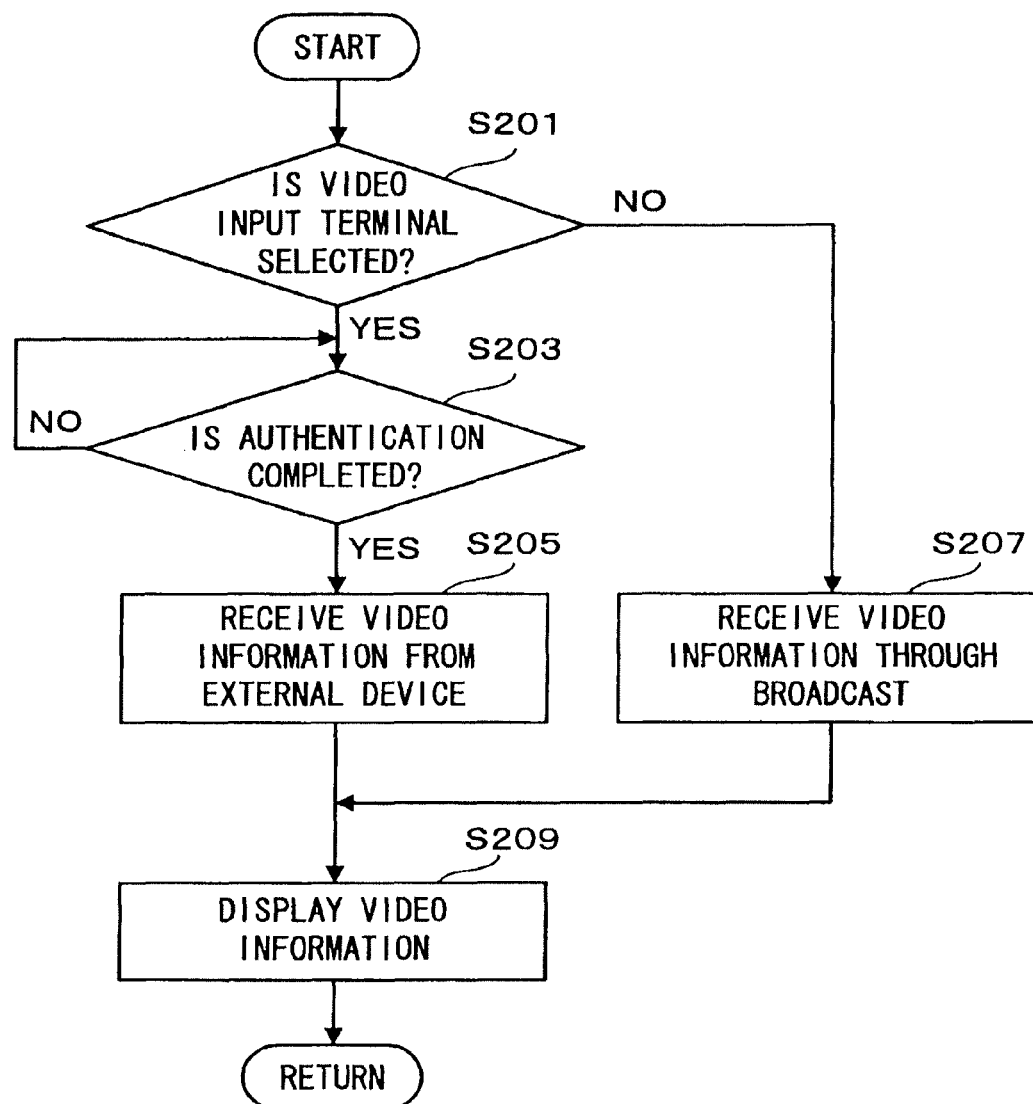 START
S201
IS VIDEO
INPUT TERMINAL
SELECTED?
NO
YES
S203
NO
IS AUTHENTICATION
COMPLETED?
YES
S205
RECEIVE VIDEO
INFORMATION FROM
EXTERNAL DEVICE
S207
RECEIVE VIDEO
INFORMATION THROUGH
BROADCAST
S209
DISPLAY VIDEO
INFORMATION
RETURN